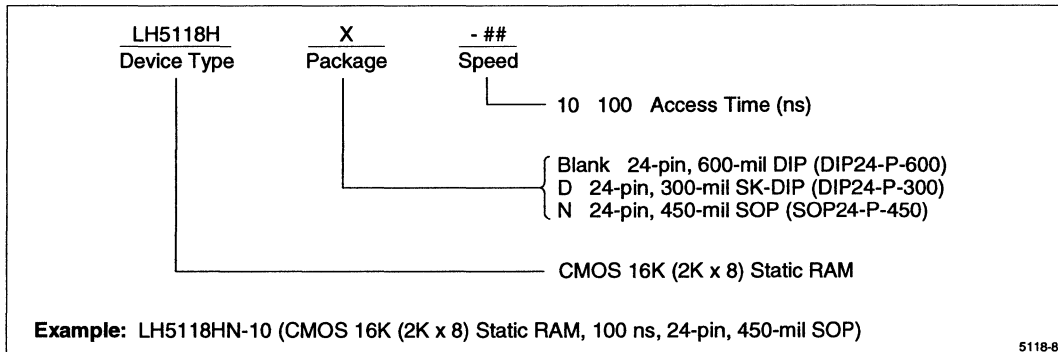 LH5118H X - ##
Device Type Package Speed
10 100 Access Time (ns)
Blank 24-pin, 600-mil DIP (DIP24-P-600)
D 24-pin, 300-mil SK-DIP (DIP24-P-300)
N 24-pin, 450-mil SOP (SOP24-P-450)
CMOS 16K (2K x 8) Static RAM
Example: LH5118HN-10 (CMOS 16K (2K x 8) Static RAM, 100 ns, 24-pin, 450-mil SOP)
5118-8